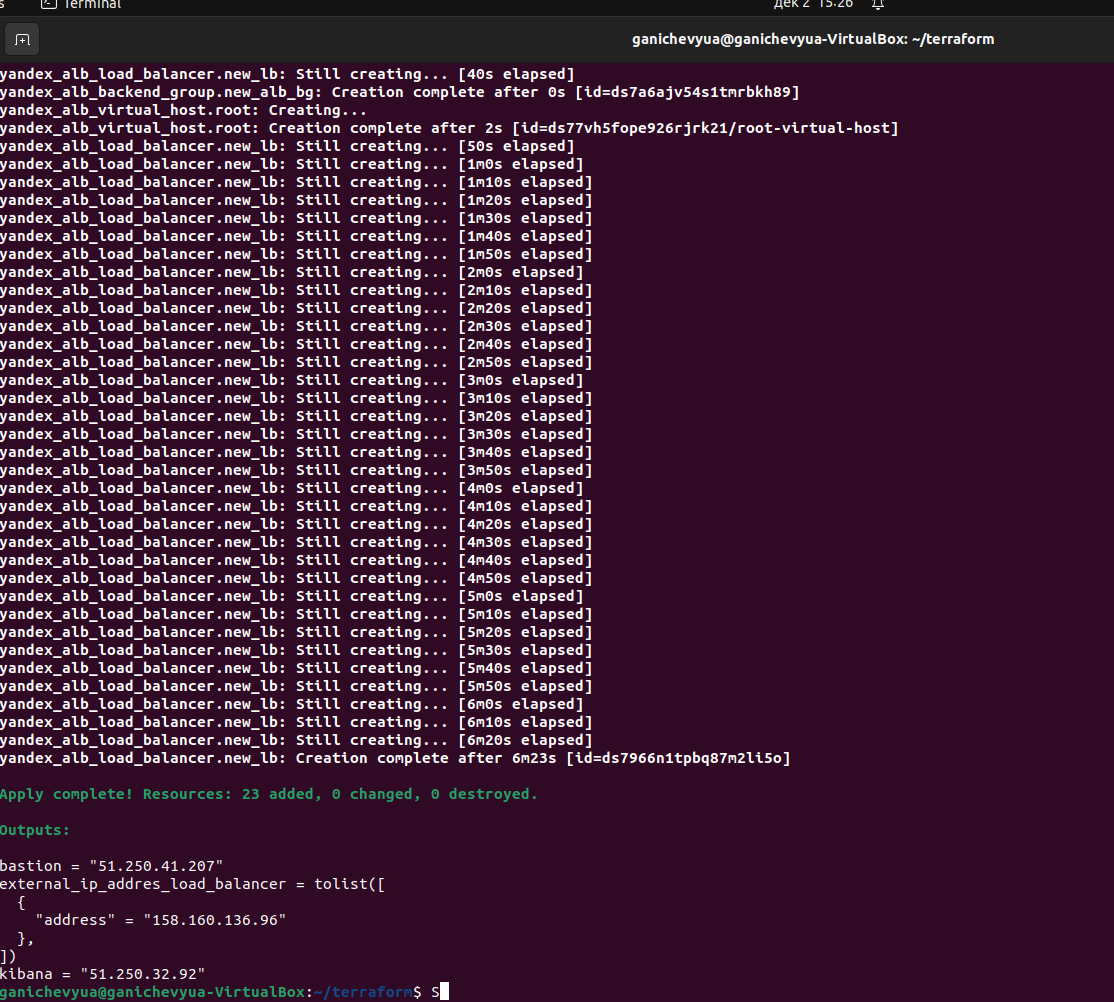 Terminal
дек 2 15:26
ganichevyua@ganichevyua-VirtualBox: ~/terraform
yandex_alb_load_balancer.new_lb: Still creating... [40s elapsed]
yandex_alb_backend_group.new_alb_bg: Creation complete after 0s [id=ds7a6ajv54s1tmrbkh89]
yandex_alb_virtual_host.root: Creating...
yandex_alb_virtual_host.root: Creation complete after 2s [id=ds77vh5fope926rjrk21/root-virtual-host]
yandex_alb_load_balancer.new_lb: Still creating... [50s elapsed]
yandex_alb_load_balancer.new_lb: Still creating... [1m0s elapsed]
yandex_alb_load_balancer.new_lb: Still creating... [1m10s elapsed]
yandex_alb_load_balancer.new_lb: Still creating... [1m20s elapsed]
yandex_alb_load_balancer.new_lb: Still creating... [1m30s elapsed]
yandex_alb_load_balancer.new_lb: Still creating... [1m40s elapsed]
yandex_alb_load_balancer.new_lb: Still creating... [1m50s elapsed]
yandex_alb_load_balancer.new_lb: Still creating... [2m0s elapsed]
yandex_alb_load_balancer.new_lb: Still creating... [2m10s elapsed]
yandex_alb_load_balancer.new_lb: Still creating... [2m20s elapsed]
yandex_alb_load_balancer.new_lb: Still creating... [2m30s elapsed]
yandex_alb_load_balancer.new_lb: Still creating... [2m40s elapsed]
yandex_alb_load_balancer.new_lb: Still creating... [2m50s elapsed]
yandex_alb_load_balancer.new_lb: Still creating... [3m0s elapsed]
yandex_alb_load_balancer.new_lb: Still creating... [3m10s elapsed]
yandex_alb_load_balancer.new_lb: Still creating... [3m20s elapsed]
yandex_alb_load_balancer.new_lb: Still creating... [3m30s elapsed]
yandex_alb_load_balancer.new_lb: Still creating... [3m40s elapsed]
yandex_alb_load_balancer.new_lb: Still creating... [3m50s elapsed]
yandex_alb_load_balancer.new_lb: Still creating... [4m0s elapsed]
yandex_alb_load_balancer.new_lb: Still creating... [4m10s elapsed]
yandex_alb_load_balancer.new_lb: Still creating... [4m20s elapsed]
yandex_alb_load_balancer.new_lb: Still creating... [4m30s elapsed]
yandex_alb_load_balancer.new_lb: Still creating... [4m40s elapsed]
yandex_alb_load_balancer.new_lb: Still creating... [4m50s elapsed]
yandex_alb_load_balancer.new_lb: Still creating... [5m0s elapsed]
yandex_alb_load_balancer.new_lb: Still creating... [5m10s elapsed]
yandex_alb_load_balancer.new_lb: Still creating... [5m20s elapsed]
yandex_alb_load_balancer.new_lb: Still creating... [5m30s elapsed]
yandex_alb_load_balancer.new_lb: Still creating... [5m40s elapsed]
yandex_alb_load_balancer.new_lb: Still creating... [5m50s elapsed]
yandex_alb_load_balancer.new_lb: Still creating... [6m0s elapsed]
yandex_alb_load_balancer.new_lb: Still creating... [6m10s elapsed]
yandex_alb_load_balancer.new_lb: Still creating... [6m20s elapsed]
yandex_alb_load_balancer.new_lb: Creation complete after 6m23s [id=ds7966n1tpbq87m2li5o]
Apply complete! Resources: 23 added, 0 changed, 0 destroyed.
Outputs:
bastion = "51.250.41.207"
external_ip_addres_load_balancer = tolist([
{
"address" = "158.160.136.96"
},
])
kibana = "51.250.32.92"
ganichevyua@ganichevyua-VirtualBox:~/terraform$ S